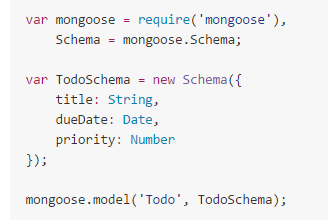 var mongoose = require('mongoose'),
    Schema = mongoose.Schema;

var TodoSchema = new Schema({
    title: String,
    dueDate: Date,
    priority: Number
});

mongoose.model('Todo', TodoSchema);